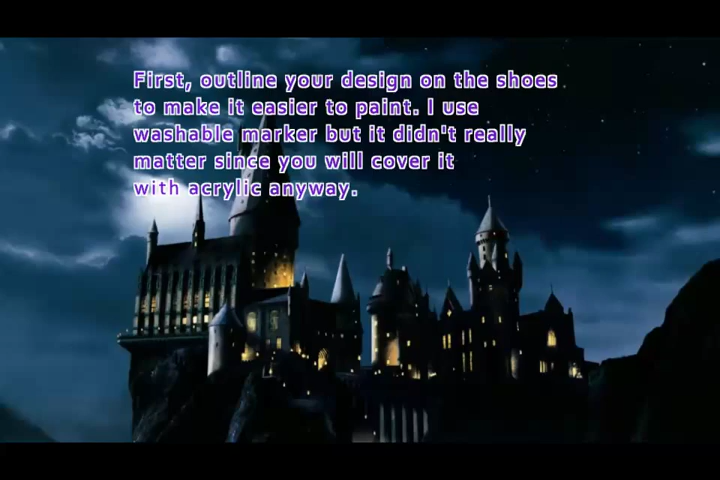 First, outline your design on the shoes
to make it easier to paint. I use
washable marker but it didn't really
matter since you will cover it
with acrylic anyway.